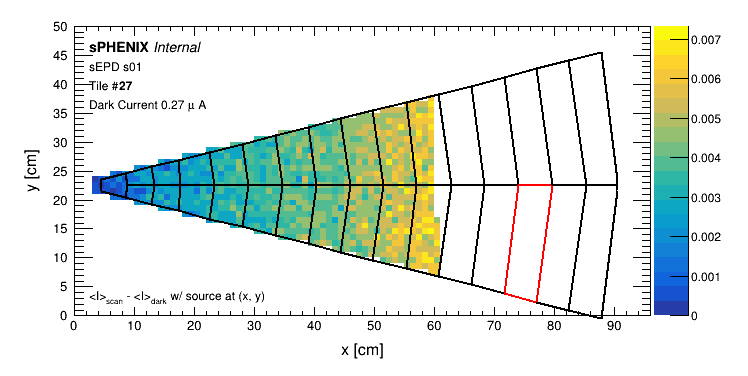 sPHENIX Internal
sEPD s01
Tile #27
Dark Current 0.27 μ A
<I>scan - <I>dark w/ source at (x, y)
y [cm]
50
45
40
35
30
25
20
15
10
5
0
0 10 20 30 40 50 60 70 80 90
x [cm]
0.007
0.006
0.005
0.004
0.003
0.002
0.001
0